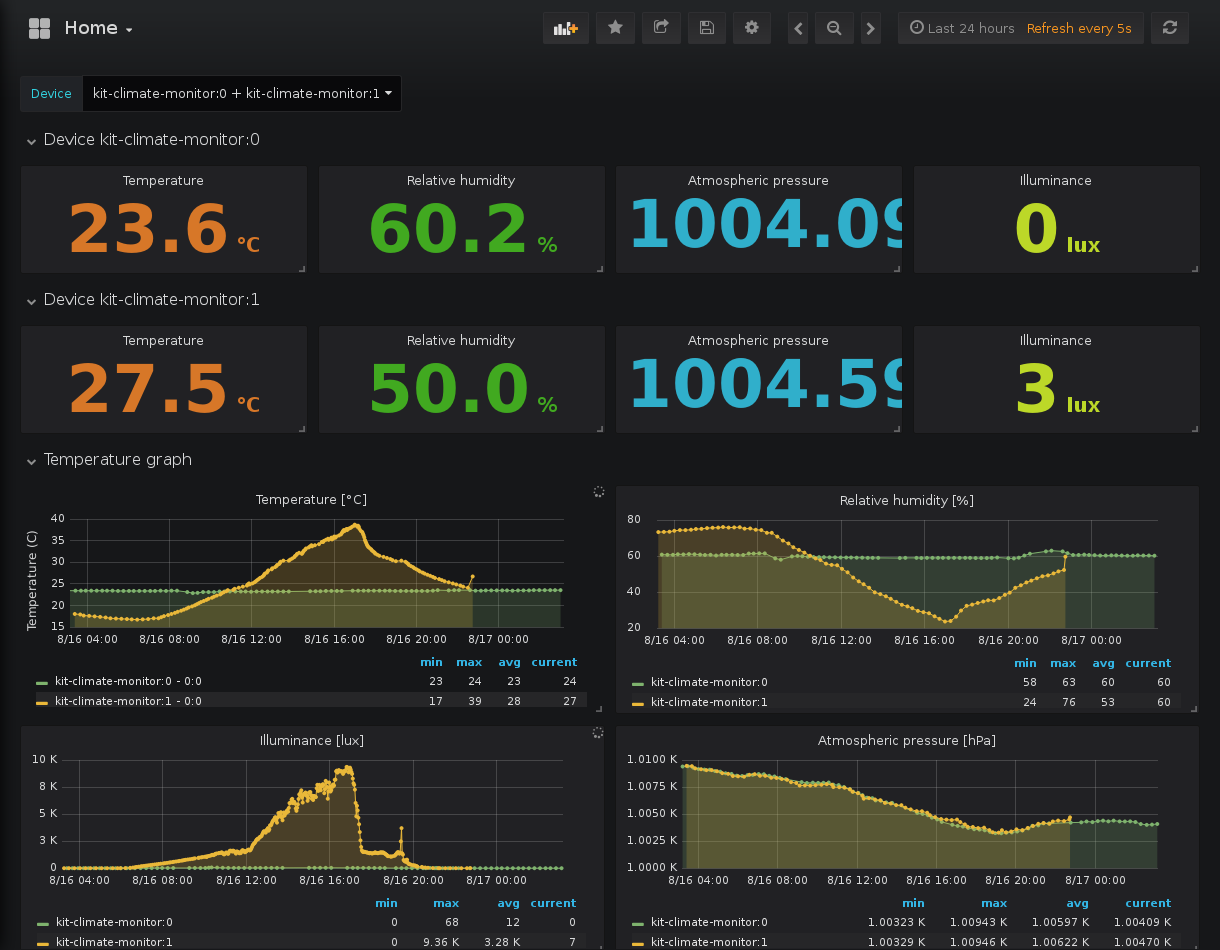 Home
Last 24 hours Refresh every 5s
Device kit-climate-monitor:0 + kit-climate-monitor:1
Device kit-climate-monitor:0
Temperature Relative humidity Atmospheric pressure Illuminance
23.6 °C 60.2 % 1004.09 0 lux
Device kit-climate-monitor:1
Temperature Relative humidity Atmospheric pressure Illuminance
27.5 °C 50.0 % 1004.59 3 lux
Temperature graph
Temperature [°C]
Temperature (C)
40
35
30
25
20
15
8/16 04:00 8/16 08:00 8/16 12:00 8/16 16:00 8/16 20:00 8/17 00:00
min max avg current
kit-climate-monitor:0 - 0:0 23 24 23 24
kit-climate-monitor:1 - 0:0 17 39 28 27
Relative humidity [%]
80
60
40
20
8/16 04:00 8/16 08:00 8/16 12:00 8/16 16:00 8/16 20:00 8/17 00:00
min max avg current
kit-climate-monitor:0 58 63 60 60
kit-climate-monitor:1 24 76 53 60
Illuminance [lux]
10 K
8 K
5 K
3 K
0
8/16 04:00 8/16 08:00 8/16 12:00 8/16 16:00 8/16 20:00 8/17 00:00
min max avg current
kit-climate-monitor:0 0 68 12 0
kit-climate-monitor:1 0 9.36 K 3.28 K 7
Atmospheric pressure [hPa]
1.0100 K
1.0075 K
1.0050 K
1.0025 K
1.0000 K
8/16 04:00 8/16 08:00 8/16 12:00 8/16 16:00 8/16 20:00 8/17 00:00
min max avg current
kit-climate-monitor:0 1.00323 K 1.00943 K 1.00597 K 1.00409 K
kit-climate-monitor:1 1.00329 K 1.00946 K 1.00622 K 1.00470 K